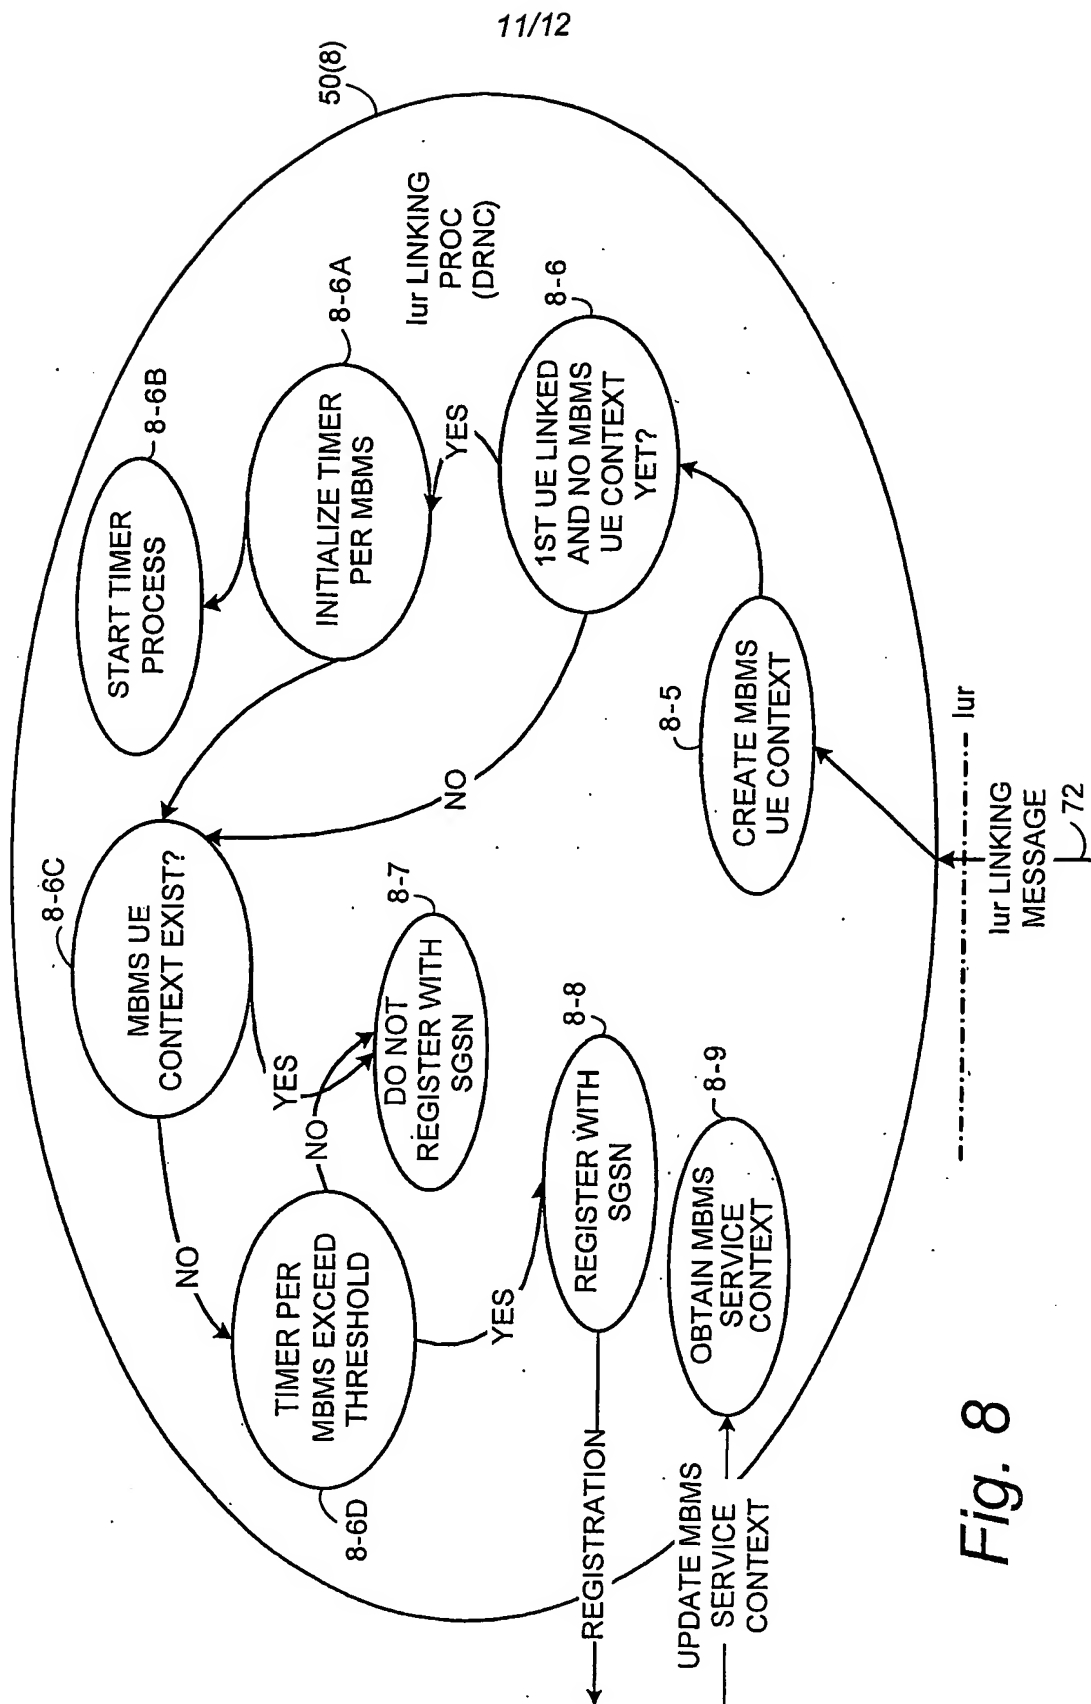 11/12
50(8)
Iur LINKING
PROC
(DRNC)
8-6B
START TIMER
PROCESS
8-6A
INITIALIZE TIMER
PER MBMS
YES
8-6
1ST UE LINKED
AND NO MBMS
UE CONTEXT
YET?
NO
8-5
CREATE MBMS
UE CONTEXT
Iur
Iur LINKING
MESSAGE
72
8-6C
MBMS UE
CONTEXT EXIST?
YES
NO
8-7
DO NOT
REGISTER WITH
SGSN
NO
8-6D
TIMER PER
MBMS EXCEED
THRESHOLD
YES
8-8
REGISTER WITH
SGSN
REGISTRATION
8-9
OBTAIN MBMS
SERVICE
CONTEXT
UPDATE MBMS
SERVICE
CONTEXT
Fig. 8